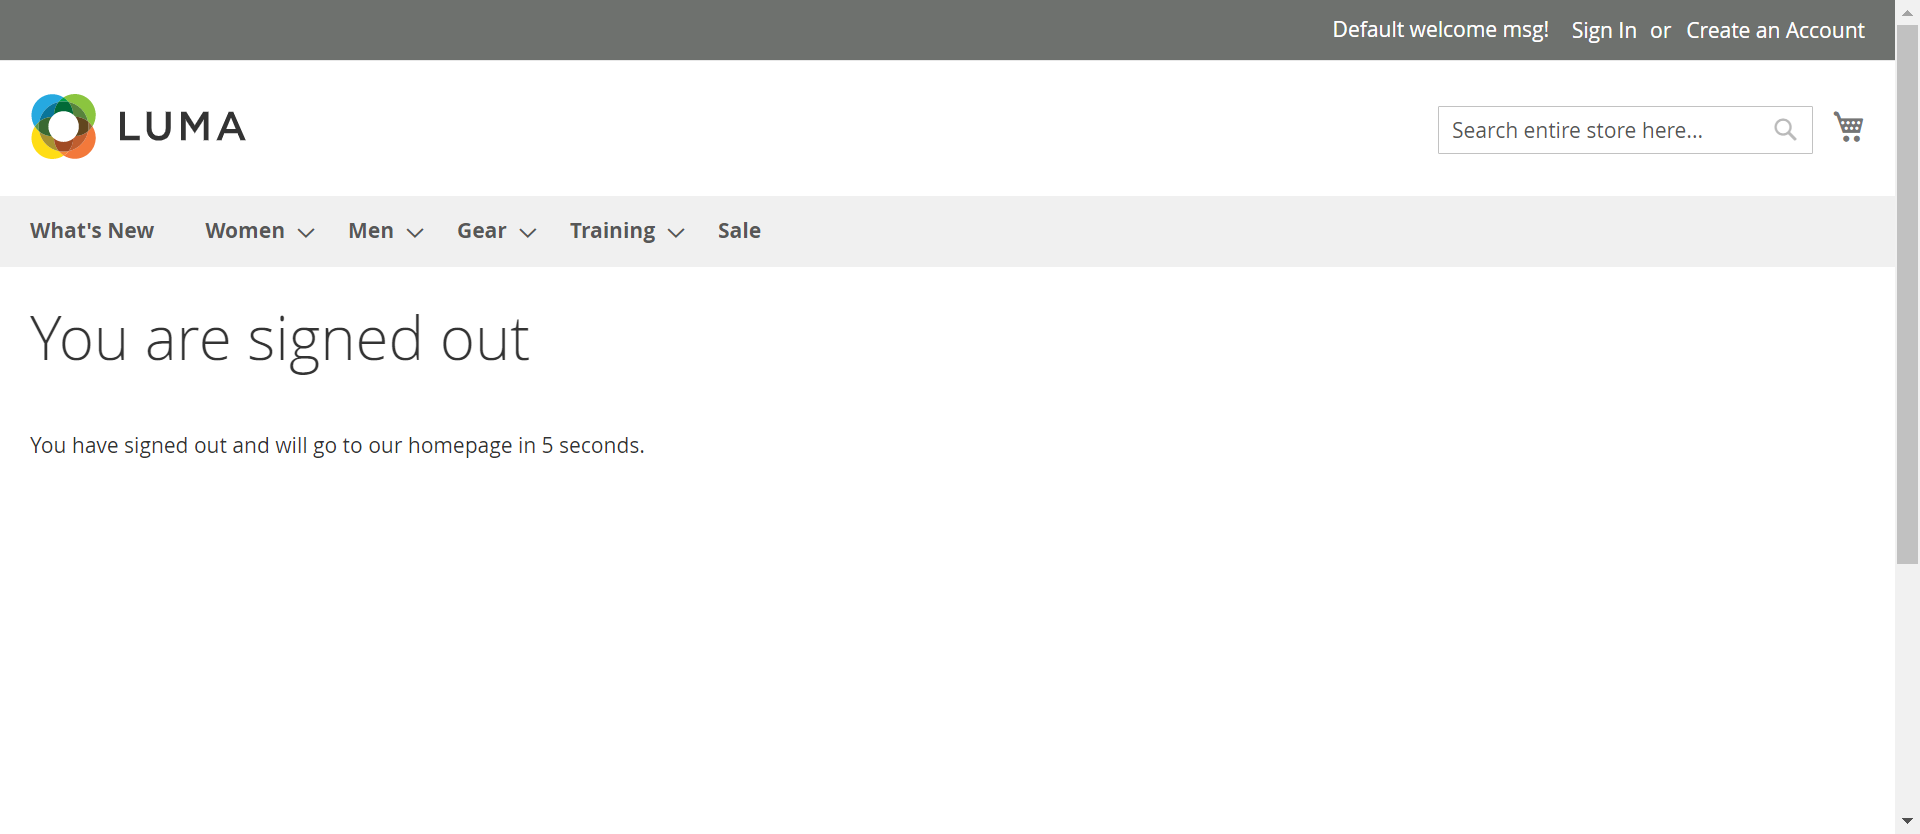 Default welcome msg! Sign In or Create an Account
LUMA
Search entire store here...
What's New Women Men Gear Training Sale
You are signed out
You have signed out and will go to our homepage in 5 seconds.